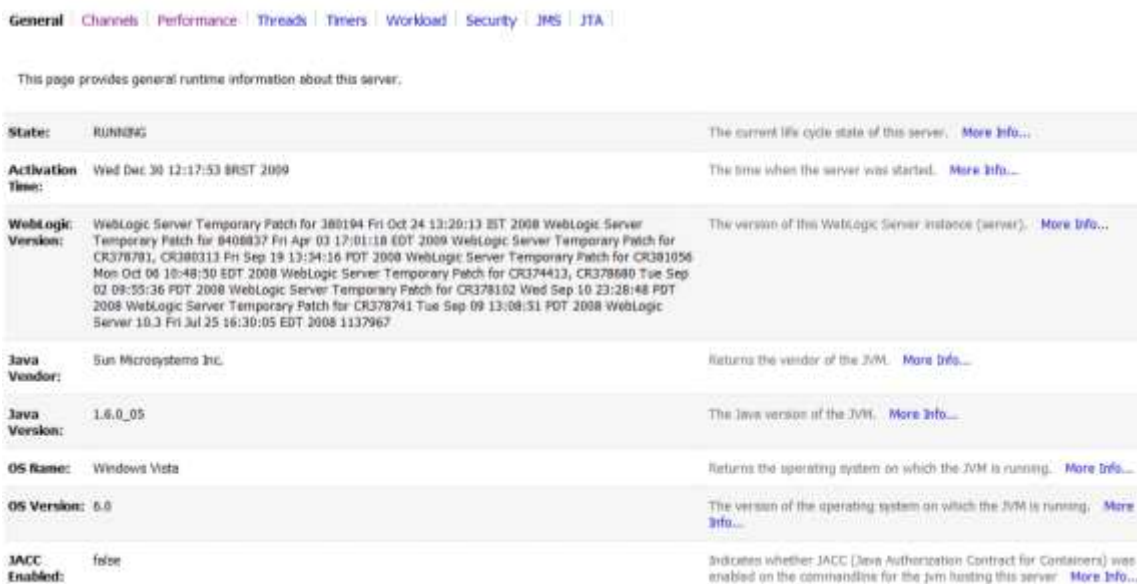 General Channels Performance Threads Timers Workload Security JMS JTA
This page provides general runtime information about this server.
State: RUNNING The current life cycle state of this server. More Info...
Activation Time: Wed Dec 30 12:17:53 BRST 2009 The time when the server was started. More Info...
WebLogic Version: WebLogic Server Temporary Patch for 380194 Fri Oct 24 13:20:13 IST 2008 WebLogic Server
Temporary Patch for 8408837 Fri Apr 03 17:01:18 EDT 2009 WebLogic Server Temporary Patch for
CR378781, CR380313 Fri Sep 19 13:34:16 PDT 2008 WebLogic Server Temporary Patch for CR381056
Mon Oct 06 10:48:50 EDT 2008 WebLogic Server Temporary Patch for CR374413, CR378680 Tue Sep
02 09:55:36 PDT 2008 WebLogic Server Temporary Patch for CR378102 Wed Sep 10 23:28:48 PDT
2008 WebLogic Server Temporary Patch for CR378741 Tue Sep 09 13:08:51 PDT 2008 WebLogic
Server 10.3 Fri Jul 25 16:30:05 EDT 2008 1137967
The version of this WebLogic Server instance (server). More Info...
Java Vendor: Sun Microsystems Inc. Returns the vendor of the JVM. More Info...
Java Version: 1.6.0_05 The Java version of the JVM. More Info...
OS Name: Windows Vista Returns the operating system on which the JVM is running. More Info...
OS Version: 6.0 The version of the operating system on which the JVM is running. More
Info...
JACC Enabled: false Indicates whether JACC (Java Authorization Contract for Containers) was
enabled on the commandline for the jvm hosting this server More Info...